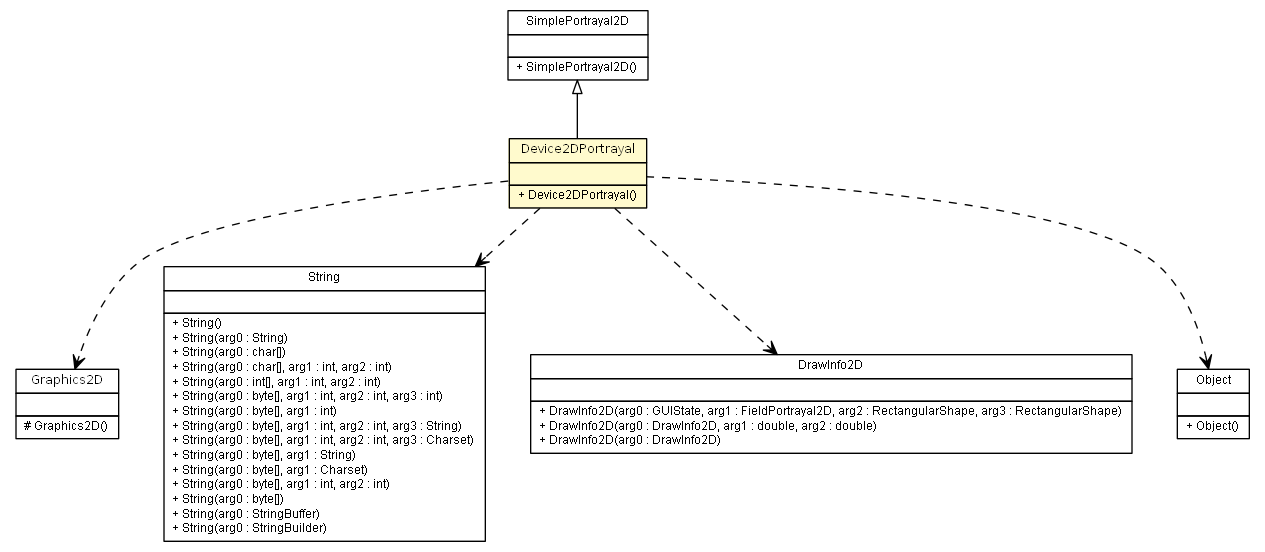 SimplePortrayal2D
+ SimplePortrayal2D()
Device2DPortrayal
+ Device2DPortrayal()
String
+ String()
+ String(arg0 : String)
+ String(arg0 : char[])
+ String(arg0 : char[], arg1 : int, arg2 : int)
+ String(arg0 : int[], arg1 : int, arg2 : int)
+ String(arg0 : byte[], arg1 : int, arg2 : int, arg3 : int)
+ String(arg0 : byte[], arg1 : int)
+ String(arg0 : byte[], arg1 : int, arg2 : int, arg3 : String)
+ String(arg0 : byte[], arg1 : int, arg2 : int, arg3 : Charset)
+ String(arg0 : byte[], arg1 : String)
+ String(arg0 : byte[], arg1 : Charset)
+ String(arg0 : byte[], arg1 : int, arg2 : int)
+ String(arg0 : byte[])
+ String(arg0 : StringBuffer)
+ String(arg0 : StringBuilder)
DrawInfo2D
+ DrawInfo2D(arg0 : GUIState, arg1 : FieldPortrayal2D, arg2 : RectangularShape, arg3 : RectangularShape)
+ DrawInfo2D(arg0 : DrawInfo2D, arg1 : double, arg2 : double)
+ DrawInfo2D(arg0 : DrawInfo2D)
Graphics2D
# Graphics2D()
Object
+ Object()